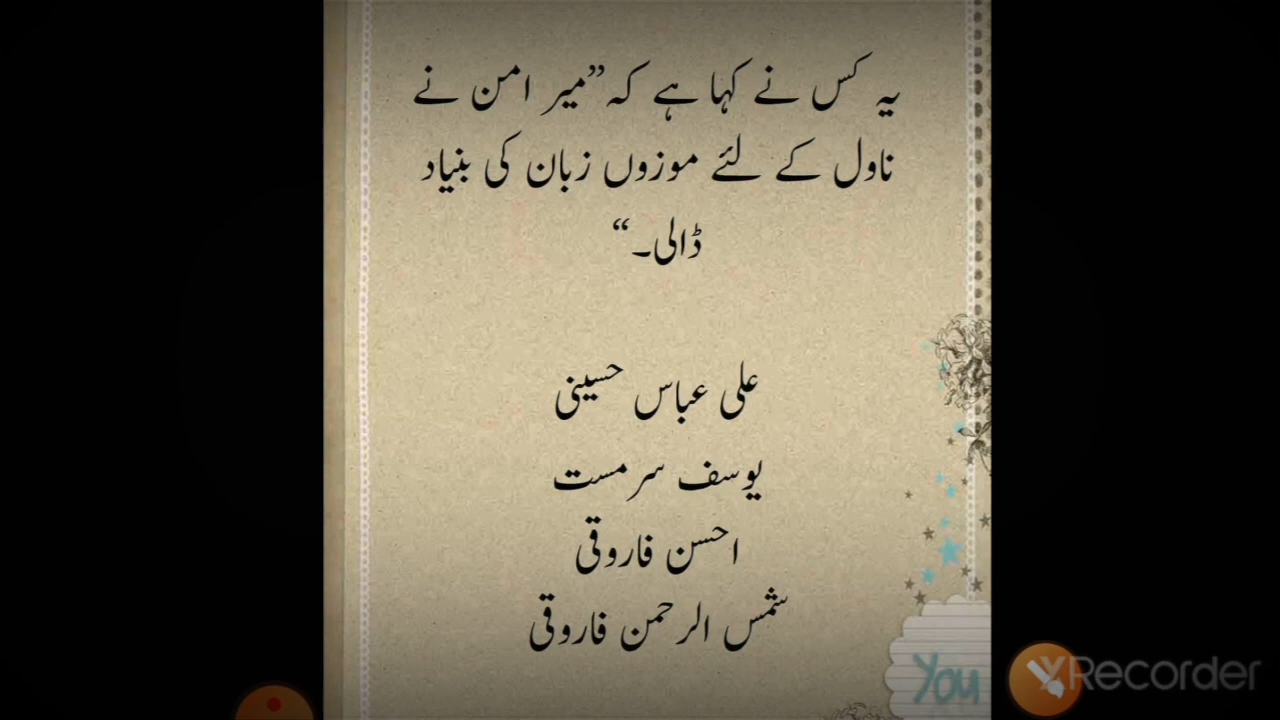 یہ کس نے کہا ہے کہ ”میر امن نے
ناول کے لئے موزوں زبان کی بنیاد
ڈالی۔“
علی عباس حسینی
یوسف سرمست
احسن فاروقی
شمس الرحمن فاروقی
You
Recorder